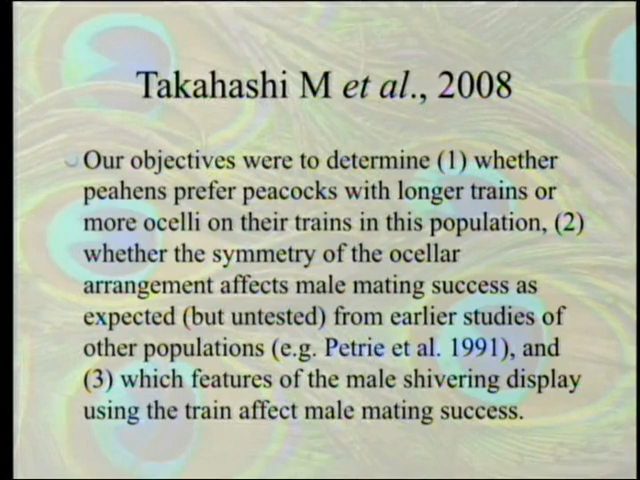 Takahashi M et al., 2008
Our objectives were to determine (1) whether
peahens prefer peacocks with longer trains or
more ocelli on their trains in this population, (2)
whether the symmetry of the ocellar
arrangement affects male mating success as
expected (but untested) from earlier studies of
other populations (e.g. Petrie et al. 1991), and
(3) which features of the male shivering display
using the train affect male mating success.